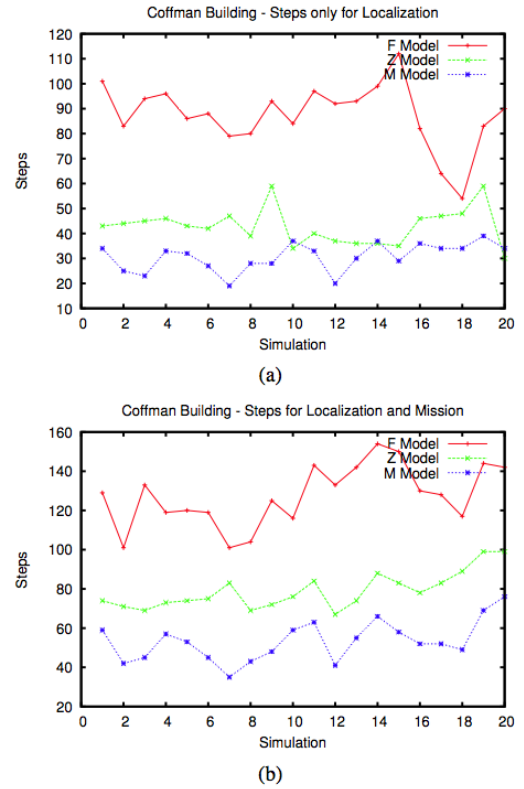 Coffman Building - Steps only for Localization
120
110
100
90
80
70
60
50
40
30
20
10
Steps
F Model
Z Model
M Model
0 2 4 6 8 10 12 14 16 18 20
Simulation
(a)
Coffman Building - Steps for Localization and Mission
160
140
120
100
80
60
40
20
Steps
F Model
Z Model
M Model
0 2 4 6 8 10 12 14 16 18 20
Simulation
(b)